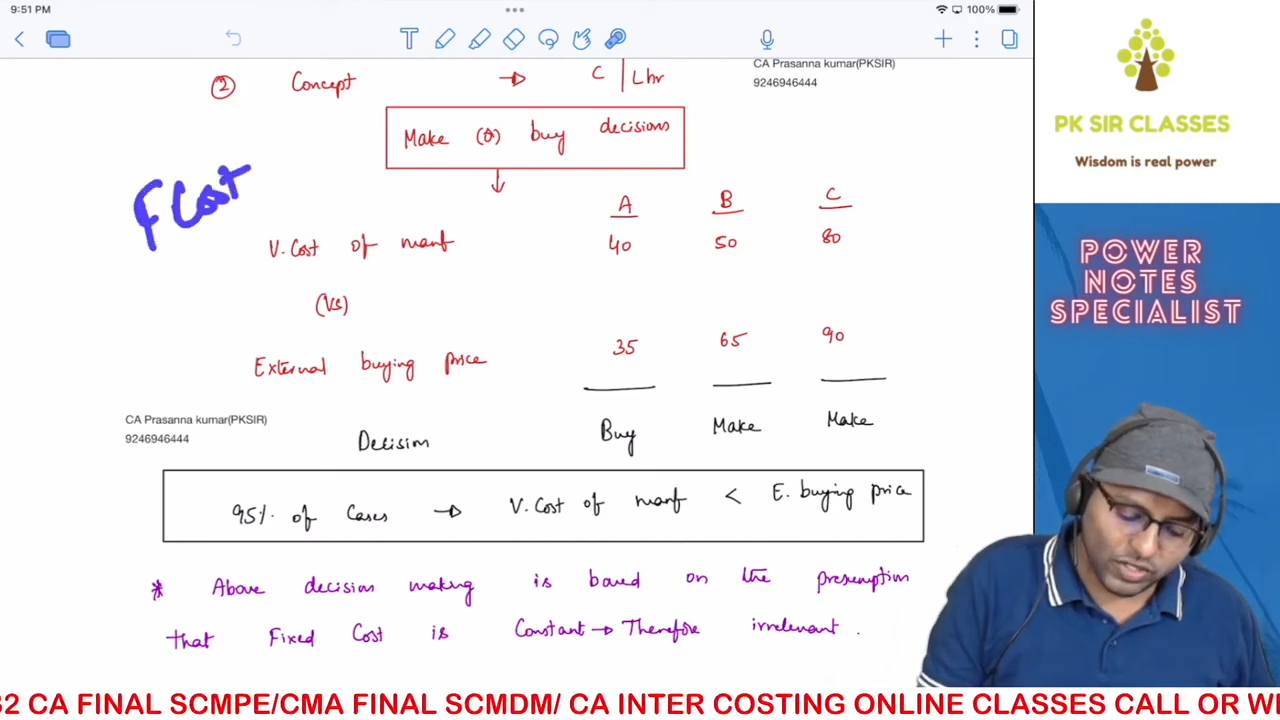 9:51 PM
100%
② Concept → C | Lhr
CA Prasanna kumar(PKSIR)
9246946444
Make (or) buy decisions
F Cost
A B C
V. Cost of manf 40 50 80
(Vs)
External buying price 35 65 90
CA Prasanna kumar(PKSIR)
9246946444
Decision Buy Make Make
95% of Cases → V. Cost of manf < E. buying price
* Above decision making is based on the presumption
that Fixed Cost is Constant → Therefore irrelevant.
PK SIR CLASSES
Wisdom is real power
POWER
NOTES
SPECIALIST
32 CA FINAL SCMPE/CMA FINAL SCMDM/ CA INTER COSTING ONLINE CLASSES CALL OR